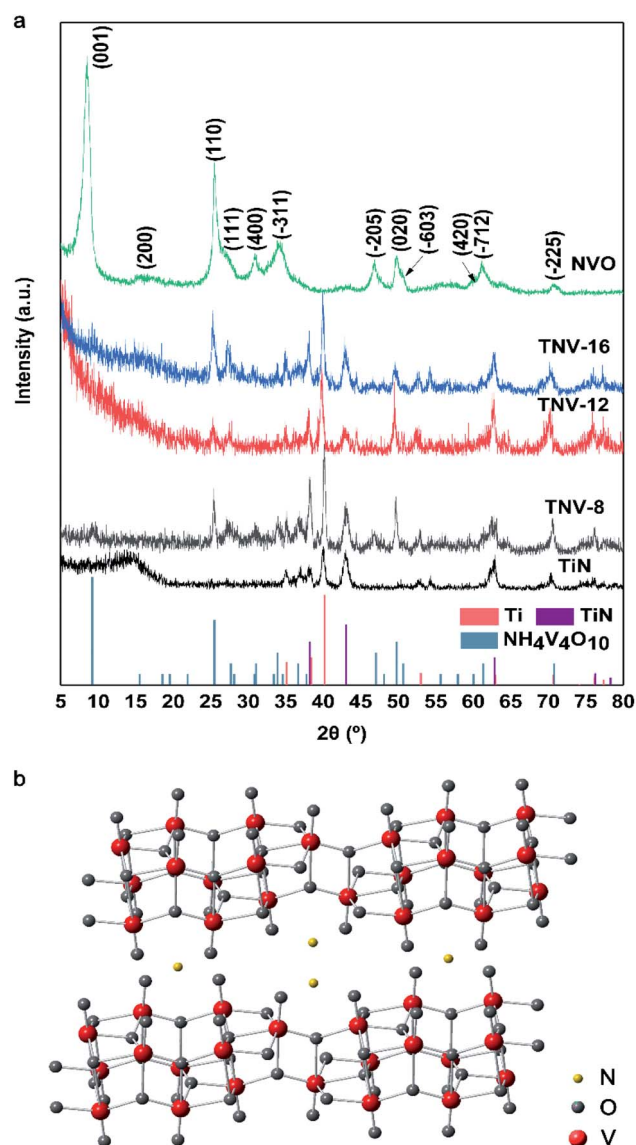 a
(001)
(200)
(110)
(111)
(400)
(-311)
(-205)
(020)
(-603)
(420)
(-712)
(-225)
NVO
TNV-16
TNV-12
TNV-8
TiN
Ti
TiN
NH₄V₄O₁₀
Intensity (a.u.)
5 10 15 20 25 30 35 40 45 50 55 60 65 70 75 80
2θ (º)
b
N
O
V